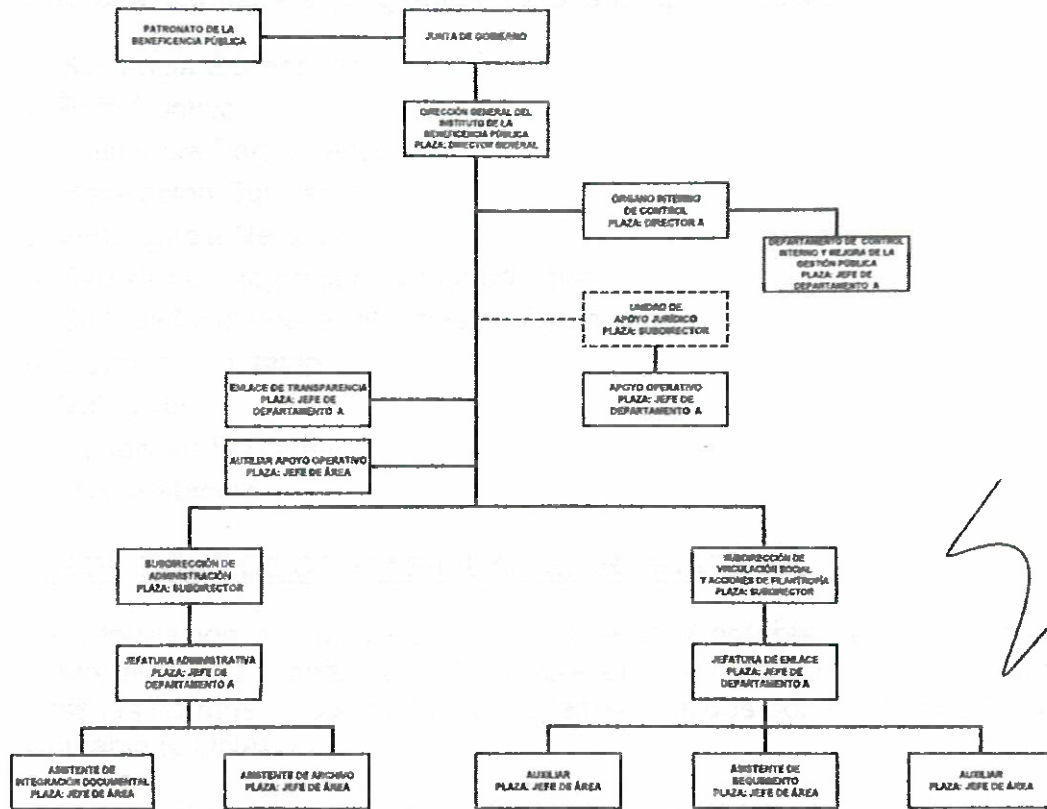 PATRONATO DE LA
BENEFICENCIA PÚBLICA
JUNTA DE GOBIERNO
DIRECCIÓN GENERAL DEL
INSTITUTO DE LA
BENEFICENCIA PÚBLICA
PLAZA: DIRECTOR GENERAL
ÓRGANO INTERNO
DE CONTROL
PLAZA: DIRECTOR A
DEPARTAMENTO DE CONTROL
INTERNO Y MEJORA DE LA
GESTIÓN PÚBLICA
PLAZA: JEFE DE
DEPARTAMENTO A
UNIDAD DE
APOYO JURÍDICO
PLAZA: SUBDIRECTOR
ENLACE DE TRANSPARENCIA
PLAZA: JEFE DE
DEPARTAMENTO A
APOYO OPERATIVO
PLAZA: JEFE DE
DEPARTAMENTO A
AUXILIAR APOYO OPERATIVO
PLAZA: JEFE DE ÁREA
SUBDIRECCIÓN DE
ADMINISTRACIÓN
PLAZA: SUBDIRECTOR
SUBDIRECCIÓN DE
VINCULACIÓN SOCIAL
Y ACCIONES DE FILANTROPÍA
PLAZA: SUBDIRECTOR
JEFATURA ADMINISTRATIVA
PLAZA: JEFE DE
DEPARTAMENTO A
JEFATURA DE ENLACE
PLAZA: JEFE DE
DEPARTAMENTO A
ASISTENTE DE
INTEGRACIÓN DOCUMENTAL
PLAZA: JEFE DE ÁREA
ASISTENTE DE ARCHIVO
PLAZA: JEFE DE ÁREA
AUXILIAR
PLAZA: JEFE DE ÁREA
ASISTENTE DE
SEGUIMIENTO
PLAZA: JEFE DE ÁREA
AUXILIAR
PLAZA: JEFE DE ÁREA